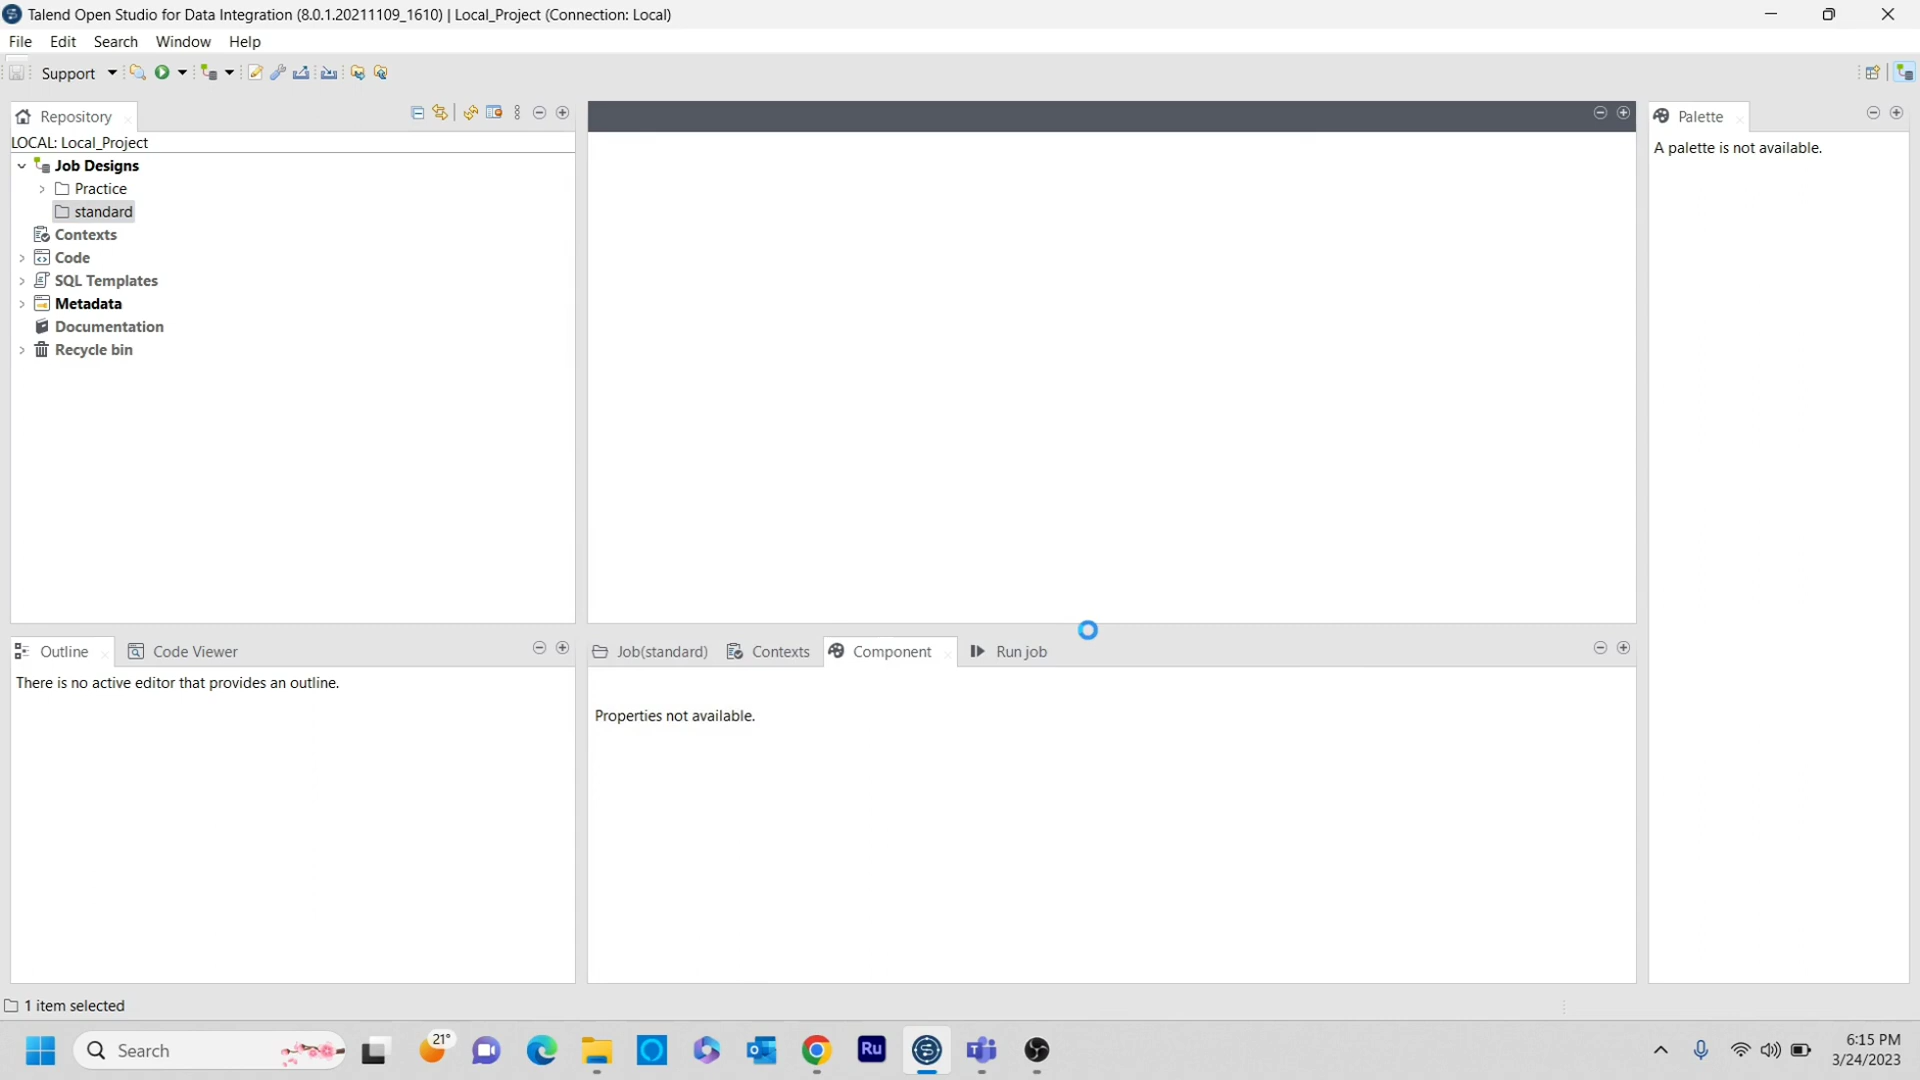 Talend Open Studio for Data Integration (8.0.1.20211109_1610) | Local_Project (Connection: Local)
File Edit Search Window Help
Support
Repository
LOCAL: Local_Project
Job Designs
Practice
standard
Contexts
Code
SQL Templates
Metadata
Documentation
Recycle bin
Palette
A palette is not available.
Outline Code Viewer
There is no active editor that provides an outline.
Job(standard) Contexts Component Run job
Properties not available.
1 item selected
Search
21°
Ru
6:15 PM
3/24/2023